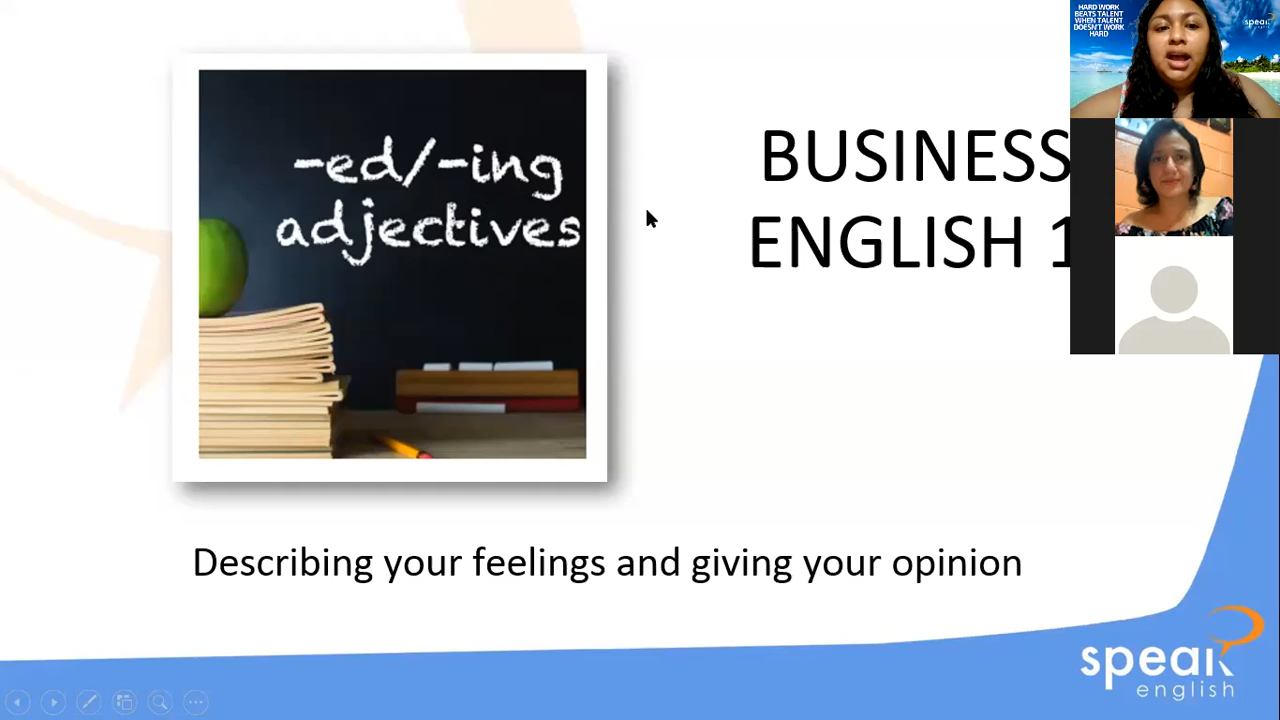 -ed/-ing
adjectives
BUSINESS
ENGLISH 1
Describing your feelings and giving your opinion
HARD WORK
BEATS TALENT
WHEN TALENT
DOESN'T WORK
HARD
speak
speak
english